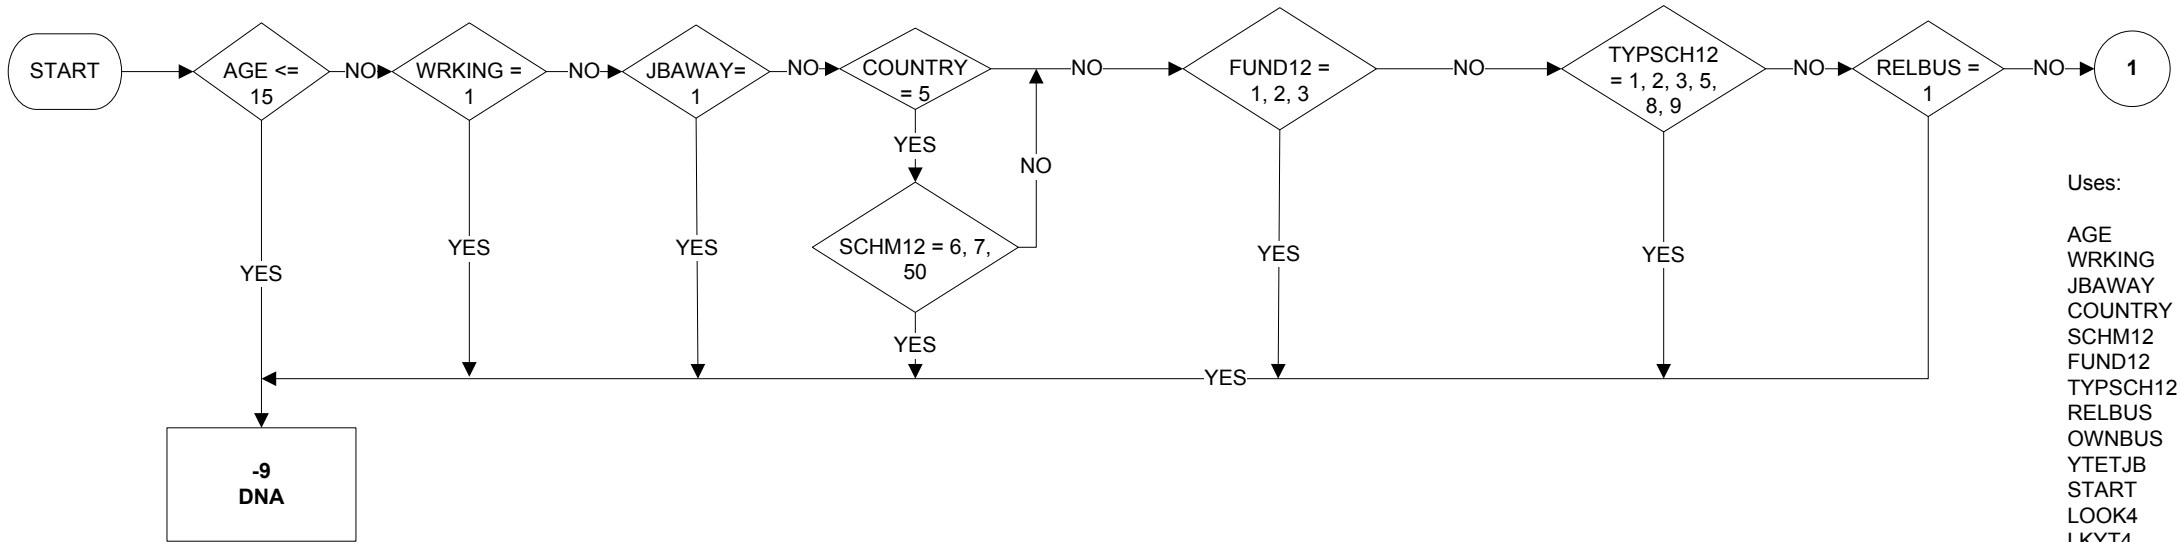 START
AGE <=
15
NO
WRKING =
1
NO
JBAWAY=
1
NO
COUNTRY
= 5
NO
FUND12 =
1, 2, 3
NO
TYPSCH12
= 1, 2, 3, 5,
8, 9
NO
RELBUS =
1
NO
1
YES
NO
SCHM12 = 6, 7,
50
YES
YES
YES
YES
YES
YES
YES
-9
DNA
Uses:
AGE
WRKING
JBAWAY
COUNTRY
SCHM12
FUND12
TYPSCH12
RELBUS
OWNBUS
YTETJB
START
LOOK4
LKYT4